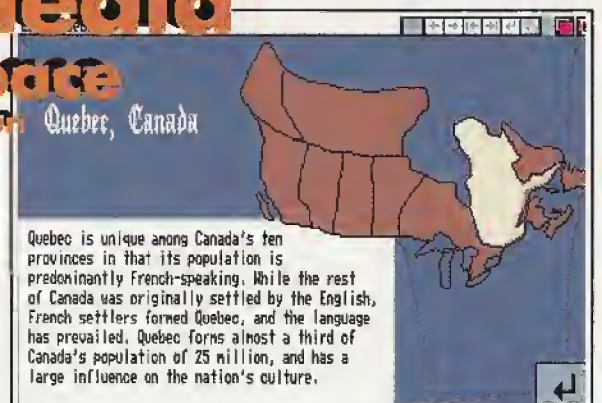 Quebec, Canada
Quebec is unique among Canada's ten
provinces in that its population is
predominantly French-speaking. While the rest
of Canada was originally settled by the English,
French settlers formed Quebec, and the language
has prevailed. Quebec forms almost a third of
Canada's population of 25 million, and has a
large influence on the nation's culture.